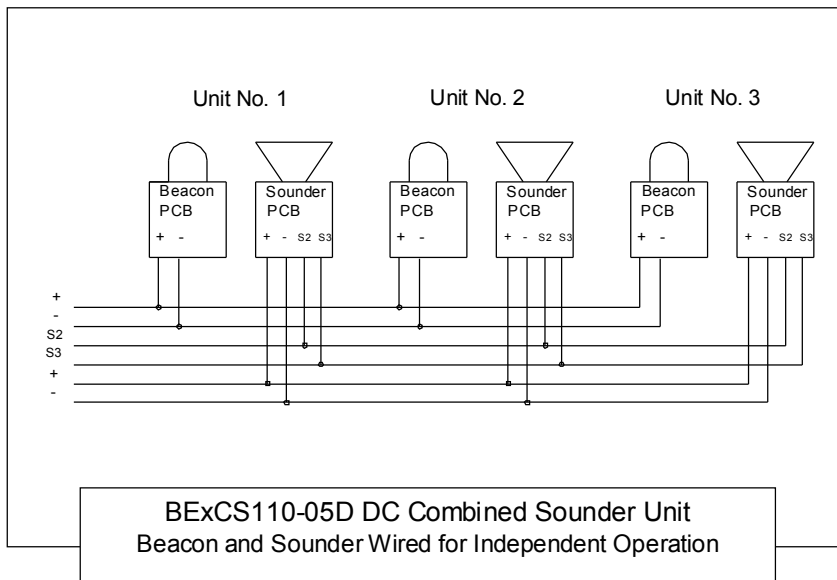 Unit No. 1 Unit No. 2 Unit No. 3
Beacon PCB Sounder PCB Beacon PCB Sounder PCB Beacon PCB Sounder PCB
+ - + - S2 S3 + - + - S2 S3 + - + - S2 S3
+
-
S2
S3
+
-
BExCS110-05D DC Combined Sounder Unit
Beacon and Sounder Wired for Independent Operation